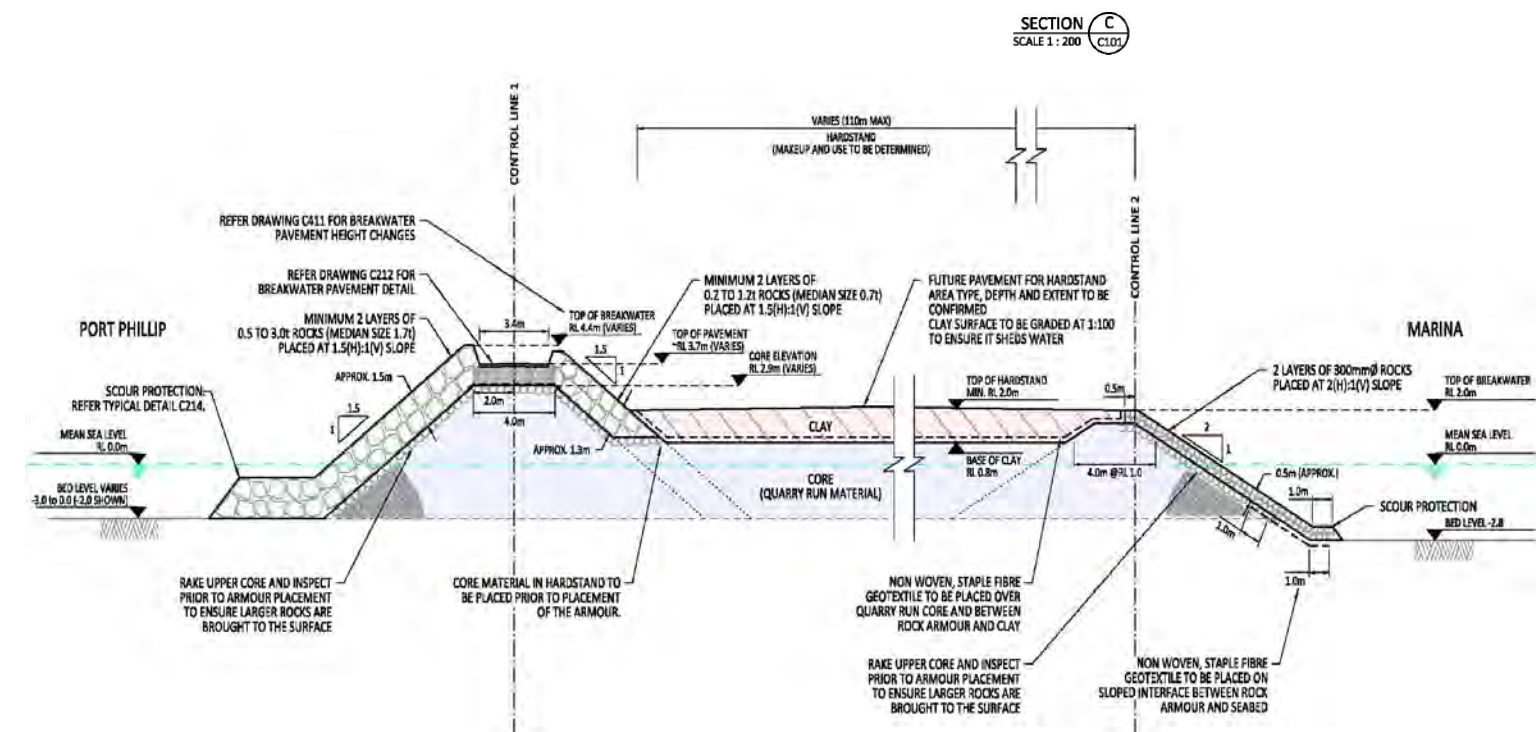 SECTION C
SCALE 1 : 200 C101
CONTROL LINE 1
VARIES (110m MAX)
HARDSTAND
(MAKEUP AND USE TO BE DETERMINED)
CONTROL LINE 2
REFER DRAWING C411 FOR BREAKWATER
PAVEMENT HEIGHT CHANGES
REFER DRAWING C212 FOR
BREAKWATER PAVEMENT DETAIL
MINIMUM 2 LAYERS OF
0.5 TO 3.0t ROCKS (MEDIAN SIZE 1.7t)
PLACED AT 1.5(H):1(V) SLOPE
PORT PHILLIP
APPROX. 1.5m
SCOUR PROTECTION.
REFER TYPICAL DETAIL C214.
1.5
1
MEAN SEA LEVEL
RL 0.0m
BED LEVEL VARIES
-3.0 to 0.0 (-2.0 SHOWN)
3.4m
TOP OF BREAKWATER
RL 4.4m (VARIES)
TOP OF PAVEMENT
RL 3.7m (VARIES)
CORE ELEVATION
RL 2.9m (VARIES)
1.5
1
2.0m
4.0m
APPROX. 1.3m
MINIMUM 2 LAYERS OF
0.2 TO 1.2t ROCKS (MEDIAN SIZE 0.7t)
PLACED AT 1.5(H):1(V) SLOPE
FUTURE PAVEMENT FOR HARDSTAND
AREA TYPE, DEPTH AND EXTENT TO BE
CONFIRMED
CLAY SURFACE TO BE GRADED AT 1:100
TO ENSURE IT SHEDS WATER
TOP OF HARDSTAND
MIN. RL 2.0m
0.5m
CLAY
BASE OF CLAY
RL 0.8m
CORE
(QUARRY RUN MATERIAL)
4.0m @RL 1.0
MARINA
2 LAYERS OF 300mmØ ROCKS
PLACED AT 2(H):1(V) SLOPE
TOP OF BREAKWATER
RL 2.0m
2
1
MEAN SEA LEVEL
RL 0.0m
0.5m (APPROX.)
1.0m
SCOUR PROTECTION
BED LEVEL -2.8
1.0m
1.0m
RAKE UPPER CORE AND INSPECT
PRIOR TO ARMOUR PLACEMENT
TO ENSURE LARGER ROCKS ARE
BROUGHT TO THE SURFACE
CORE MATERIAL IN HARDSTAND TO
BE PLACED PRIOR TO PLACEMENT
OF THE ARMOUR.
NON WOVEN, STAPLE FIBRE
GEOTEXTILE TO BE PLACED OVER
QUARRY RUN CORE AND BETWEEN
ROCK ARMOUR AND CLAY
RAKE UPPER CORE AND INSPECT
PRIOR TO ARMOUR PLACEMENT
TO ENSURE LARGER ROCKS ARE
BROUGHT TO THE SURFACE
NON WOVEN, STAPLE FIBRE
GEOTEXTILE TO BE PLACED ON
SLOPED INTERFACE BETWEEN ROCK
ARMOUR AND SEABED